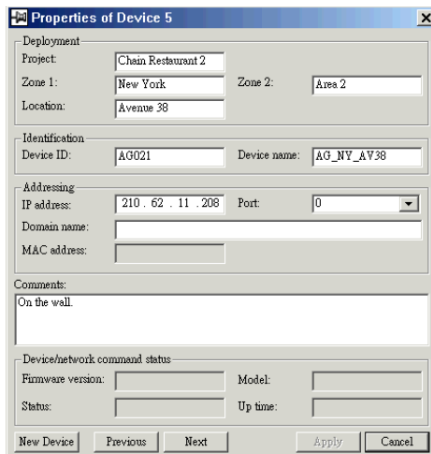 Properties of Device 5
Deployment
Project: Chain Restaurant 2
Zone 1: New York Zone 2: Area 2
Location: Avenue 38
Identification
Device ID: AG021 Device name: AG_NY_AV38
Addressing
IP address: 210 . 62 . 11 . 208 Port: 0
Domain name:
MAC address:
Comments:
On the wall.
Device/network command status
Firmware version: Model:
Status: Up time:
New Device Previous Next Apply Cancel